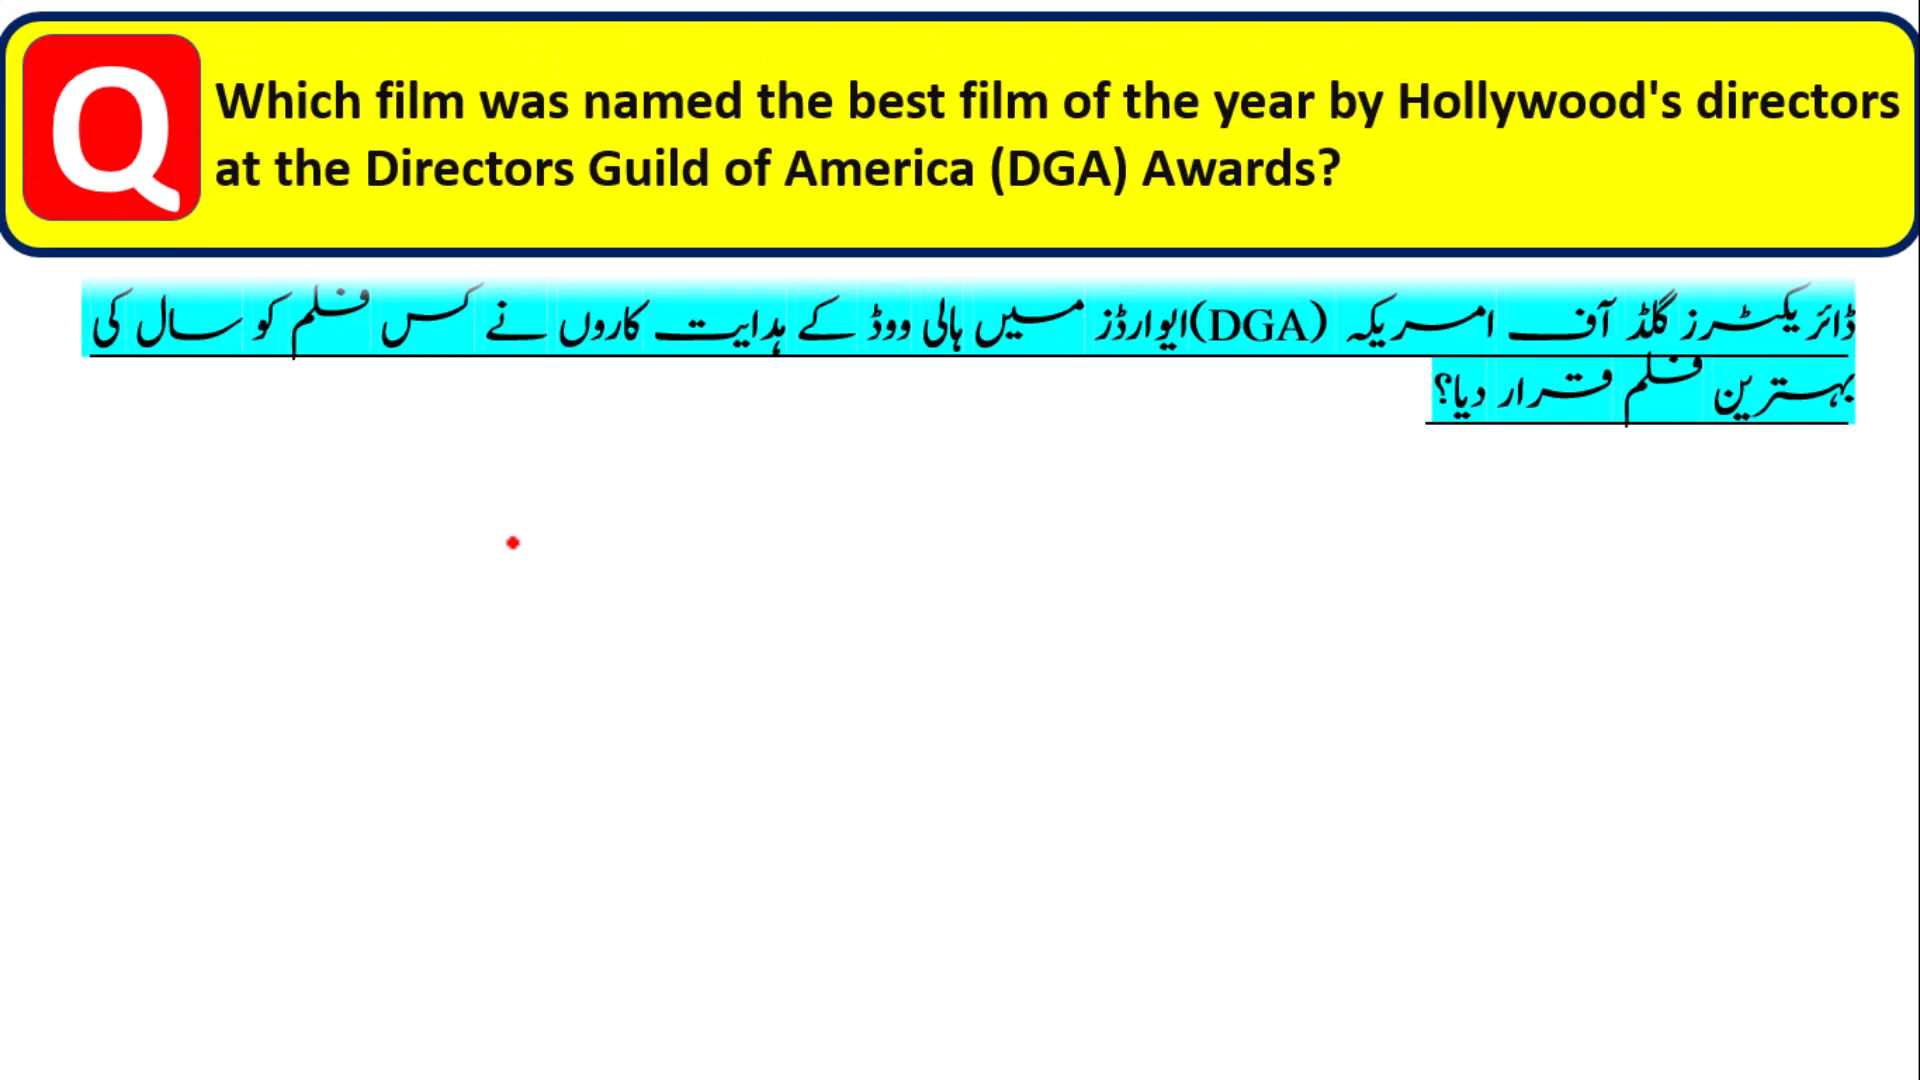 Q
Which film was named the best film of the year by Hollywood's directors
at the Directors Guild of America (DGA) Awards?
ڈائریکٹرز گلڈ آف امریکہ (DGA)ایوارڈز میں ہالی ووڈ کے ہدایت کاروں نے کس فلم کو سال کی
بہترین فلم قرار دیا؟